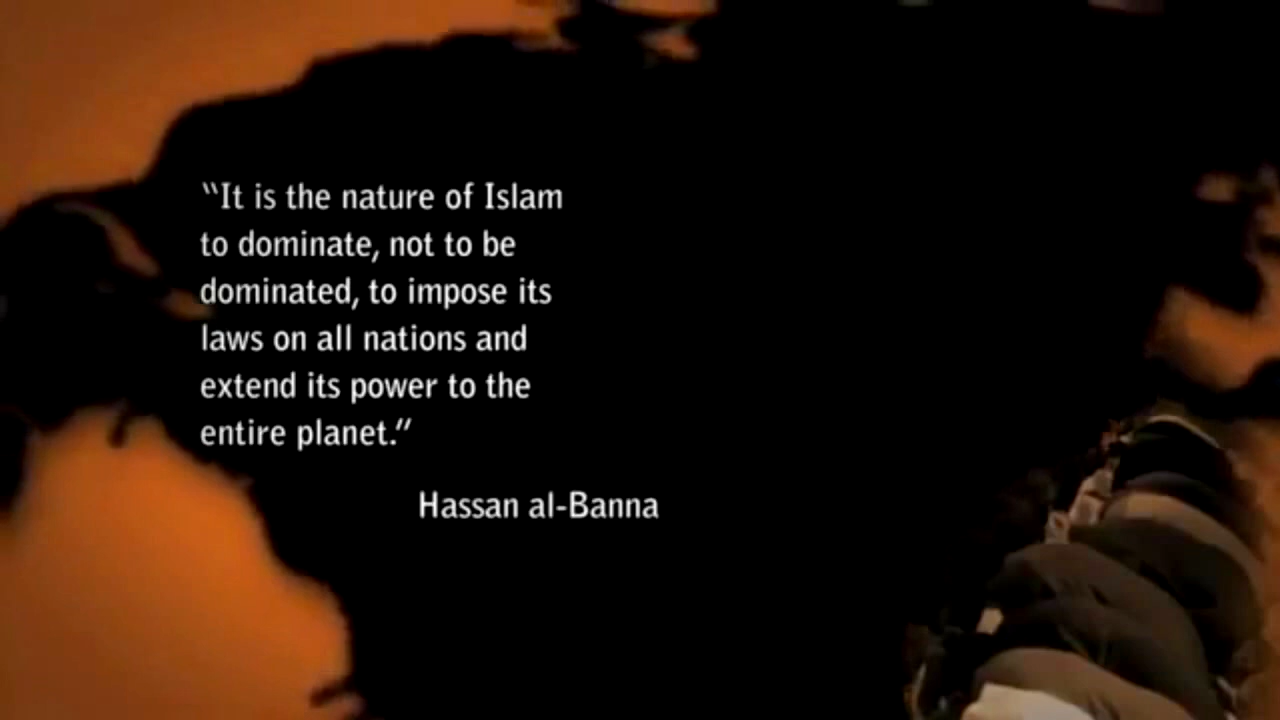 “It is the nature of Islam
to dominate, not to be
dominated, to impose its
laws on all nations and
extend its power to the
entire planet.”
Hassan al-Banna